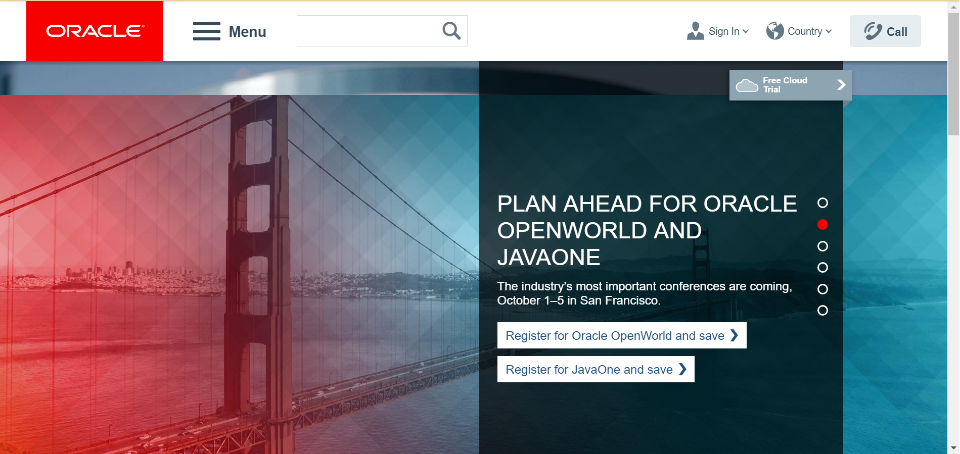 ORACLE®
Menu
Sign In
Country
Call
Free Cloud
Trial
PLAN AHEAD FOR ORACLE
OPENWORLD AND
JAVAONE
The industry's most important conferences are coming,
October 1–5 in San Francisco.
Register for Oracle OpenWorld and save
Register for JavaOne and save